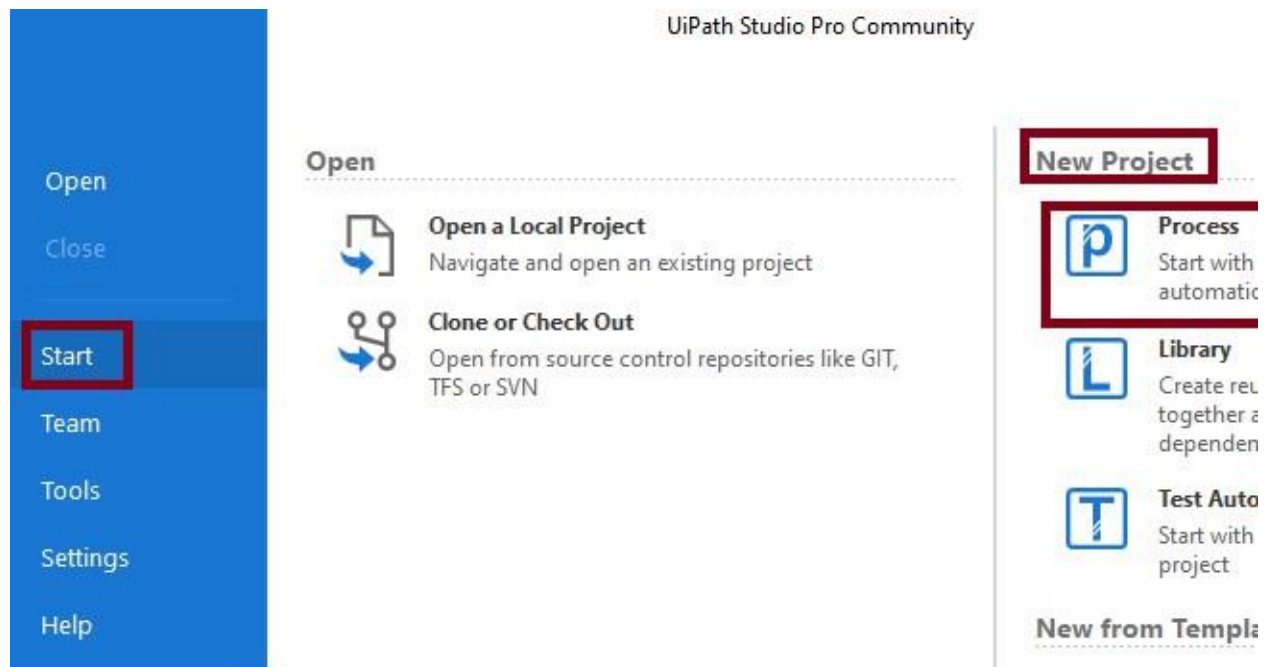 UiPath Studio Pro Community
Open
Close
Start
Team
Tools
Settings
Help
Open
Open a Local Project
Navigate and open an existing project
Clone or Check Out
Open from source control repositories like GIT,
TFS or SVN
New Project
Process
Start with
automatic
Library
Create reu
together a
dependen
Test Auto
Start with
project
New from Templa